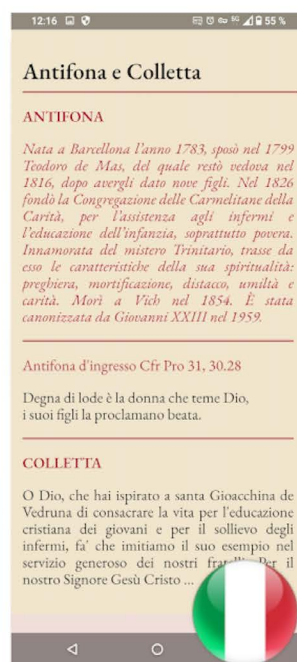 12:16 5G 55 %
Antifona e Colletta
ANTIFONA
Nata a Barcellona l'anno 1783, sposò nel 1799
Teodoro de Mas, del quale restò vedova nel
1816, dopo avergli dato nove figli. Nel 1826
fondò la Congregazione delle Carmelitane della
Carità, per l'assistenza agli infermi e
l'educazione dell'infanzia, soprattutto povera.
Innamorata del mistero Trinitario, trasse da
esso le caratteristiche della sua spiritualità:
preghiera, mortificazione, distacco, umiltà e
carità. Morì a Vich nel 1854. È stata
canonizzata da Giovanni XXIII nel 1959.
Antifona d'ingresso Cfr Pro 31, 30.28
Degna di lode è la donna che teme Dio,
i suoi figli la proclamano beata.
COLLETTA
O Dio, che hai ispirato a santa Gioacchina de
Vedruna di consacrare la vita per l'educazione
cristiana dei giovani e per il sollievo degli
infermi, fa' che imitiamo il suo esempio nel
servizio generoso dei nostri Per il
nostro Signore Gesù Cristo ...